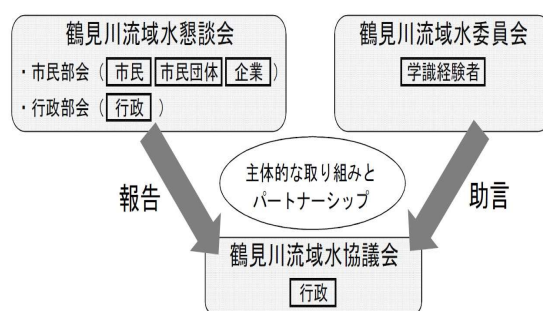 鶴見川流域水懇談会
・市民部会（市民 市民団体 企業）
・行政部会（行政）
鶴見川流域水委員会
学識経験者
主体的な取り組みと
パートナーシップ
報告
助言
鶴見川流域水協議会
行政